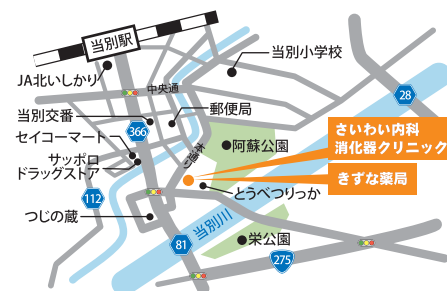 当別駅
JA北いしかり
当別小学校
中央通
28
当別交番
郵便局
セイコーマート
366
本通り
阿蘇公園
さいわい内科
消化器クリニック
サッポロ
ドラッグストア
きずな薬局
112
とうべつりっか
つじの蔵
81
当別川
栄公園
275